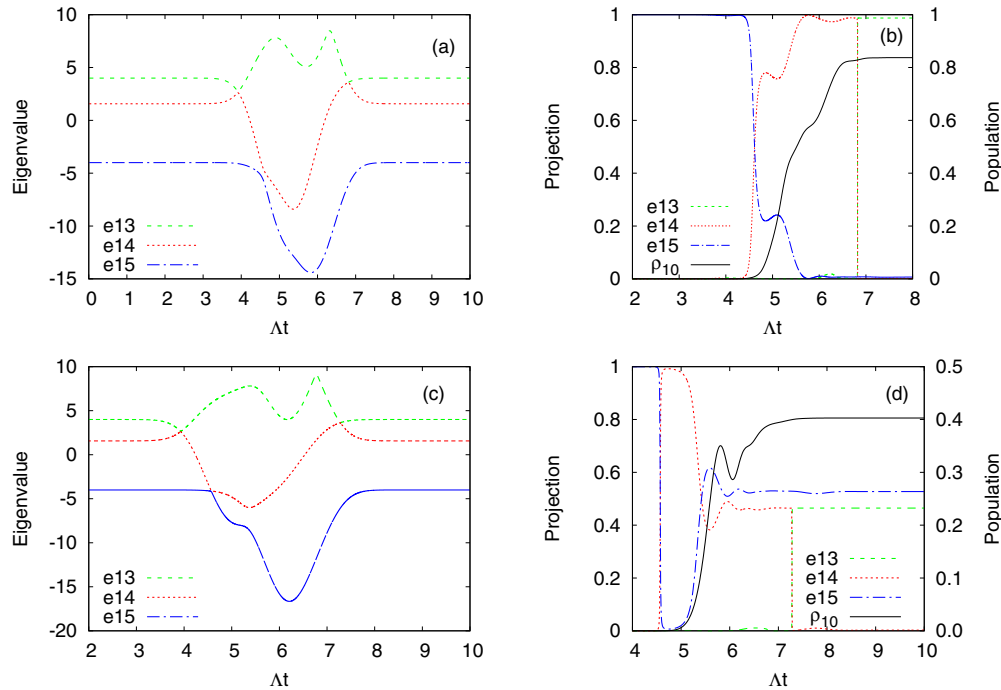 (a)
Eigenvalue
10
5
0
-5
-10
-15
e13
e14
e15
0 1 2 3 4 5 6 7 8 9 10
Λt
(b)
Projection
1
0.8
0.6
0.4
0.2
0
e13
e14
e15
ρ10
2 3 4 5 6 7 8
Λt
1
0.8
0.6
0.4
0.2
0
Population
(c)
Eigenvalue
10
5
0
-5
-10
-15
-20
e13
e14
e15
2 3 4 5 6 7 8 9 10
Λt
(d)
Projection
1
0.8
0.6
0.4
0.2
0
e13
e14
e15
ρ10
4 5 6 7 8 9 10
Λt
0.5
0.4
0.3
0.2
0.1
0.0
Population